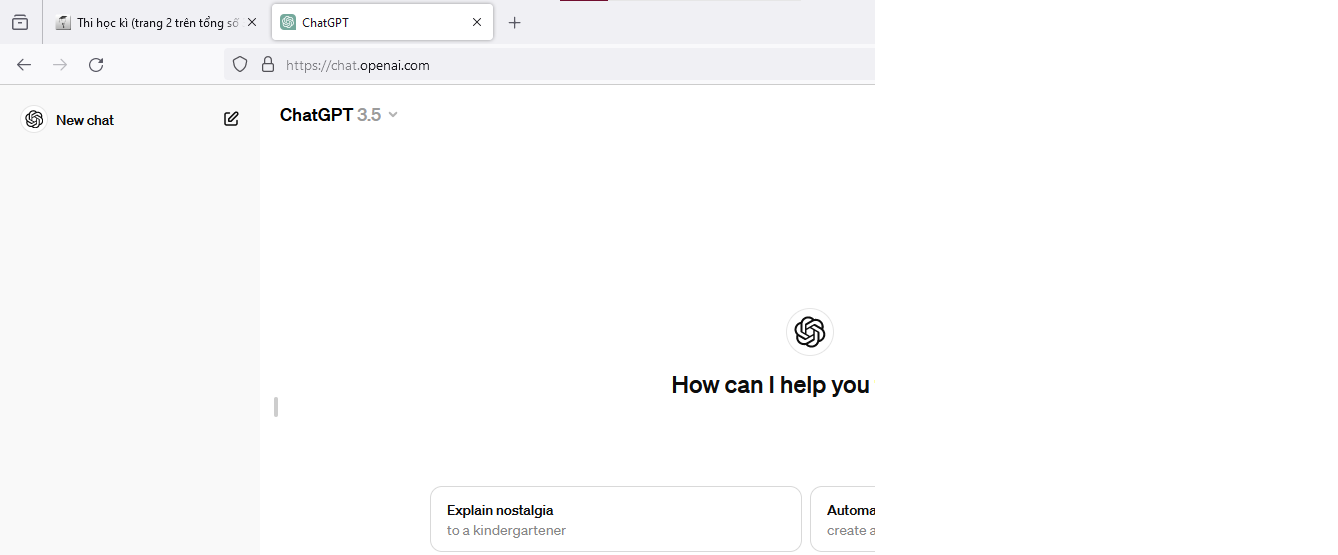 Thi học kì (trang 2 trên tổng số
ChatGPT
https://chat.openai.com
New chat
ChatGPT 3.5
How can I help you
Explain nostalgia
to a kindergartener
Automa
create a